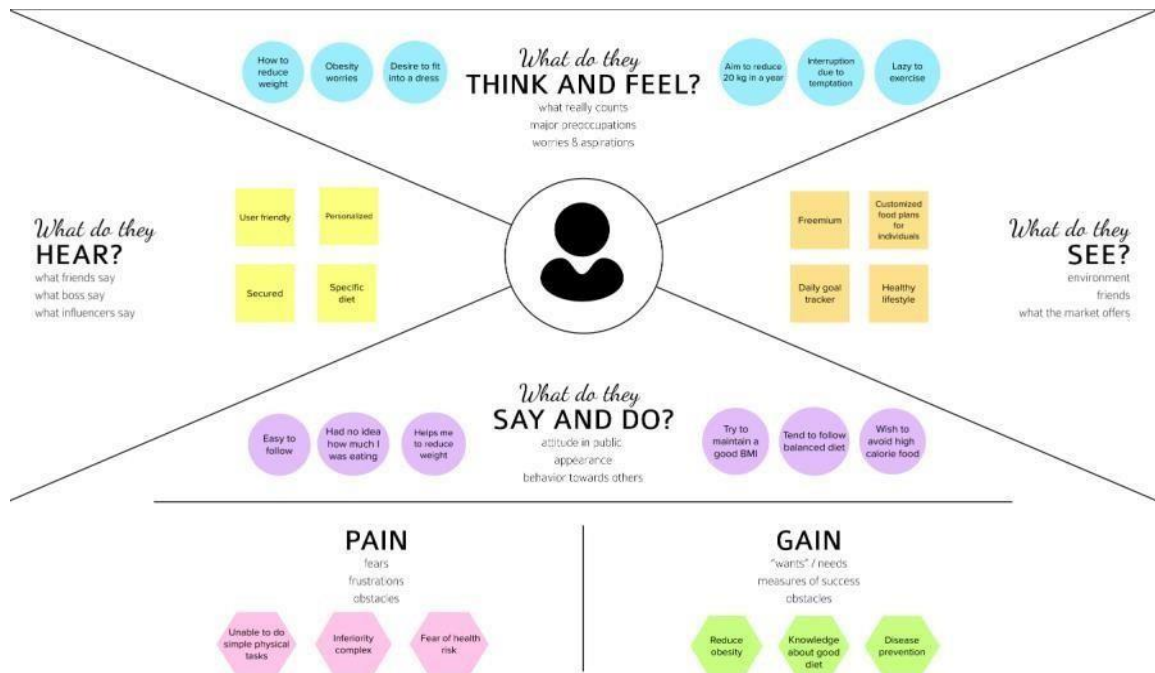 What do they
THINK AND FEEL?
what really counts
major preoccupations
worries & aspirations
How to
reduce
weight
Obesity
worries
Desire to fit
into a dress
Aim to reduce
20 kg in a year
Interruption
due to
temptation
Lazy to
exercise
What do they
HEAR?
what friends say
what boss say
what influencers say
User friendly
Personalized
Secured
Specific
diet
Freemium
Customized
food plans
for
individuals
Daily goal
tracker
Healthy
lifestyle
What do they
SEE?
environment
friends
what the market offers
What do they
SAY AND DO?
attitude in public
appearance
behavior towards others
Easy to
follow
Had no idea
how much I
was eating
Helps me
to reduce
weight
Try to
maintain a
good BMI
Tend to follow
balanced diet
Wish to
avoid high
calorie food
PAIN
fears
frustrations
obstacles
Unable to do
simple physical
tasks
Inferiority
complex
Fear of health
risk
GAIN
"wants" / needs
measures of success
obstacles
Reduce
obesity
Knowledge
about good
diet
Disease
prevention